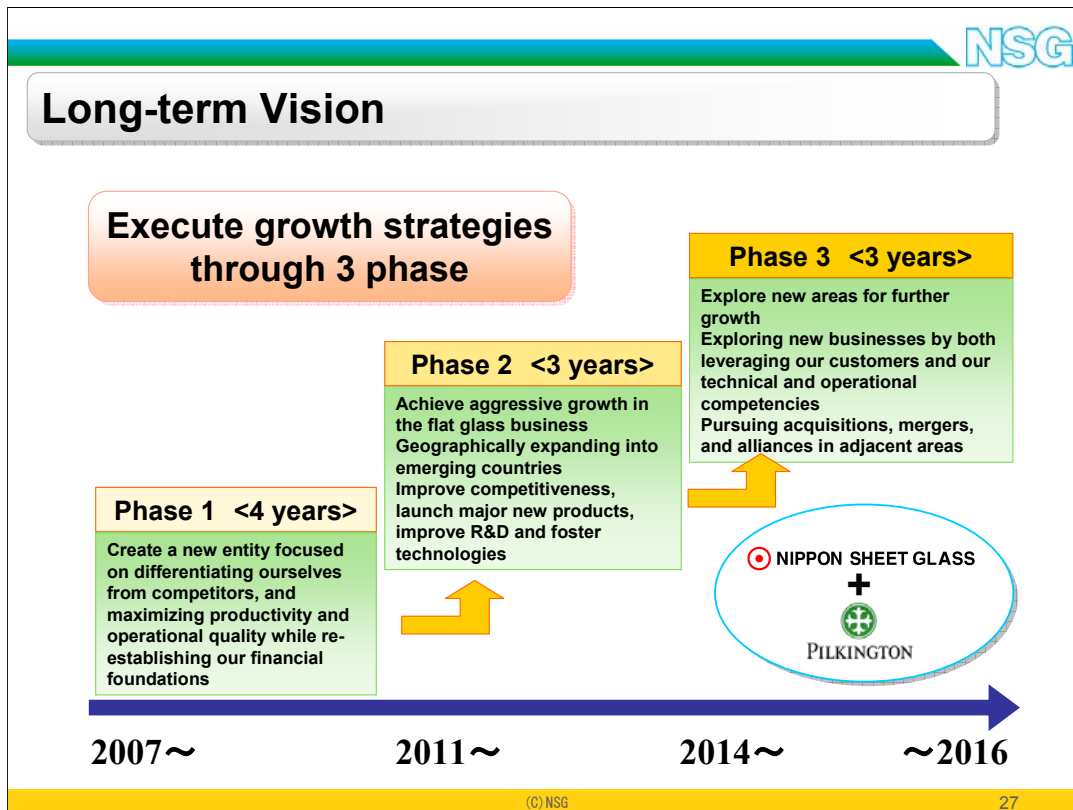 NSG
Long-term Vision
Execute growth strategies
through 3 phase
Phase 3 <3 years>
Explore new areas for further
growth
Exploring new businesses by both
leveraging our customers and our
technical and operational
competencies
Pursuing acquisitions, mergers,
and alliances in adjacent areas
Phase 2 <3 years>
Achieve aggressive growth in
the flat glass business
Geographically expanding into
emerging countries
Improve competitiveness,
launch major new products,
improve R&D and foster
technologies
Phase 1 <4 years>
Create a new entity focused
on differentiating ourselves
from competitors, and
maximizing productivity and
operational quality while re-
establishing our financial
foundations
NIPPON SHEET GLASS
+
PILKINGTON
2007～ 2011～ 2014～ ～2016
(C)NSG 27